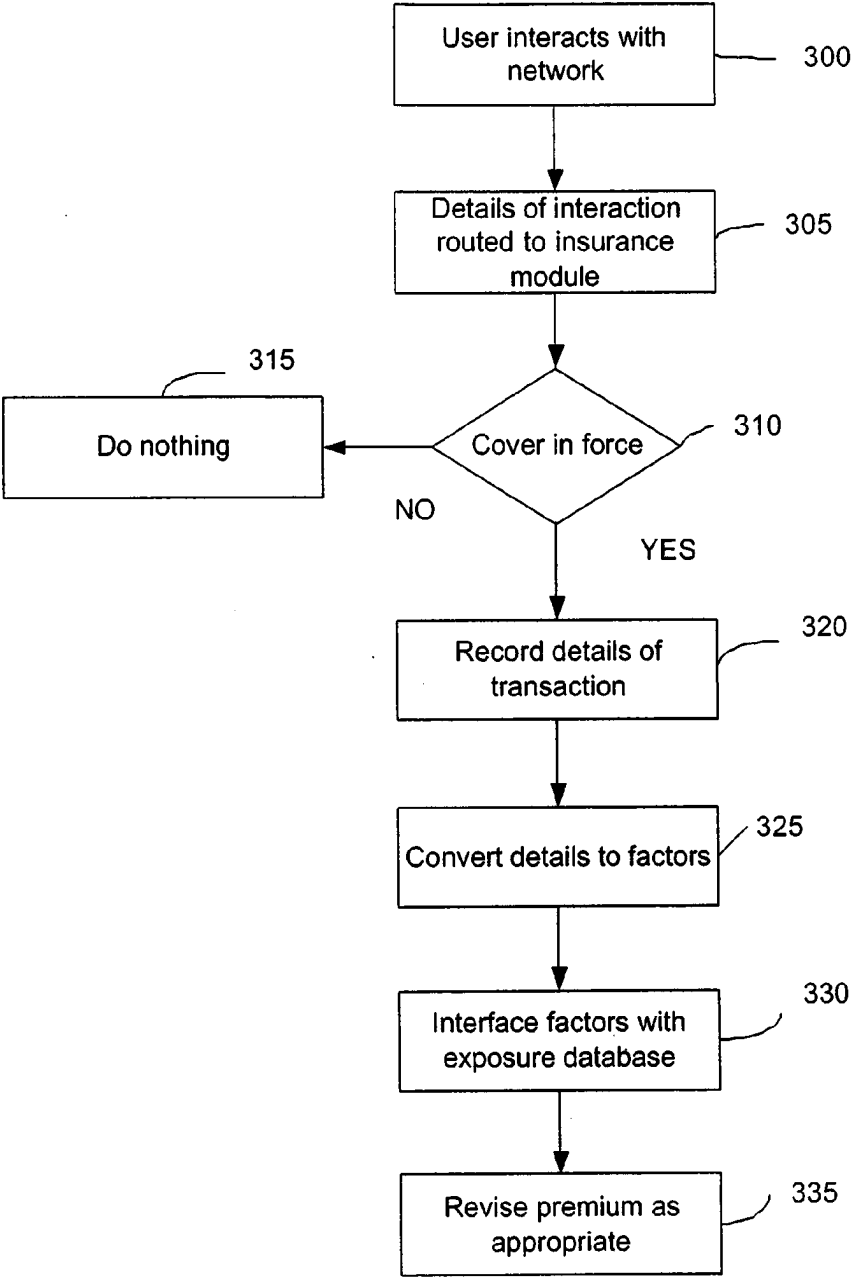 User interacts with
network
300
Details of interaction
routed to insurance
module
305
315
Do nothing
Cover in force
310
NO
YES
Record details of
transaction
320
Convert details to factors
325
Interface factors with
exposure database
330
Revise premium as
appropriate
335